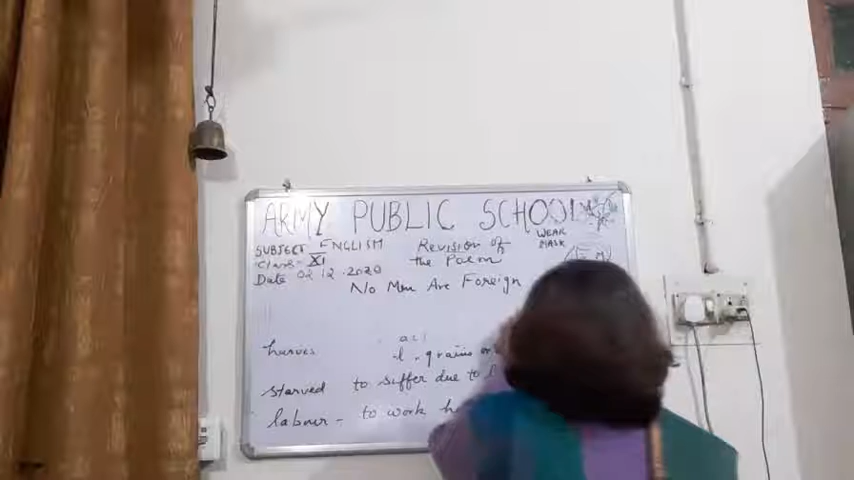 ARMY PUBLIC SCHOOL
WEAR
MASK
SUBJECT ENGLISH
Revision of
Class - XI
the Poem
Date 02.12.2020
No Men Are Foreign
grains
starved to suffer due to
labour - to work